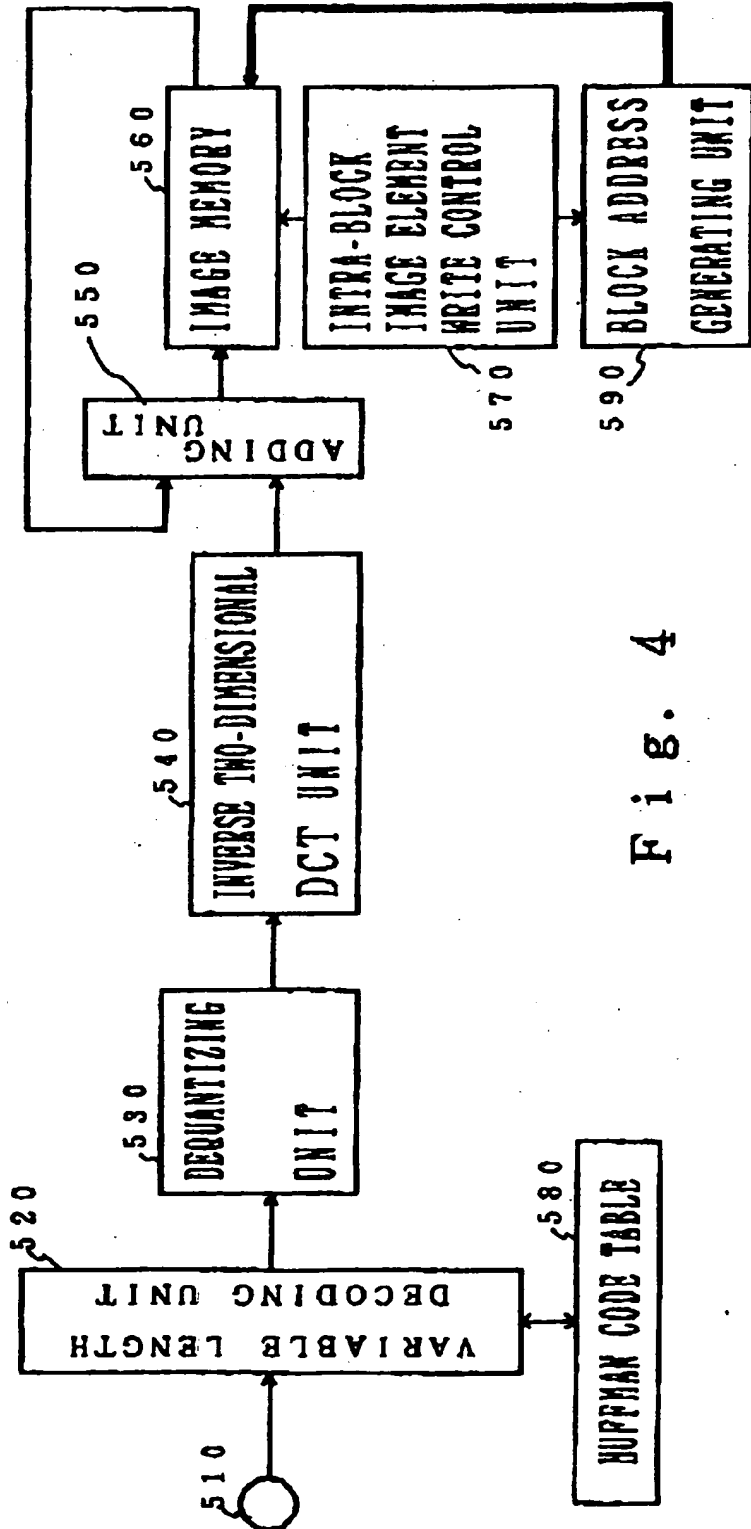 510
520
VARIABLE LENGTH
DECODING UNIT
580
HUFFMAN CODE TABLE
530
DEQUANTIZING
UNIT
540
INVERSE TWO-DIMENSIONAL
DCT UNIT
550
ADDING
UNIT
560
IMAGE MEMORY
570
INTRA-BLOCK
IMAGE ELEMENT
WRITE CONTROL
UNIT
590
BLOCK ADDRESS
GENERATING UNIT
Fig. 4